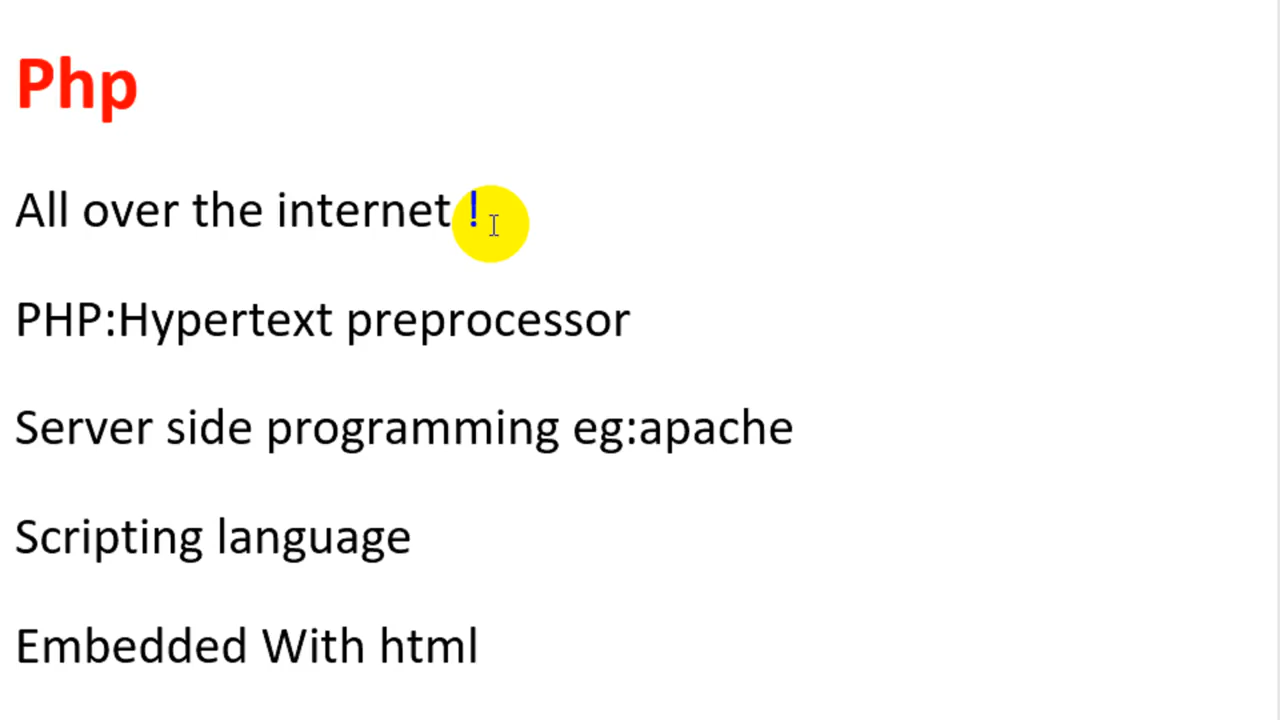 Php
All over the internet !
PHP:Hypertext preprocessor
Server side programming eg:apache
Scripting language
Embedded With html